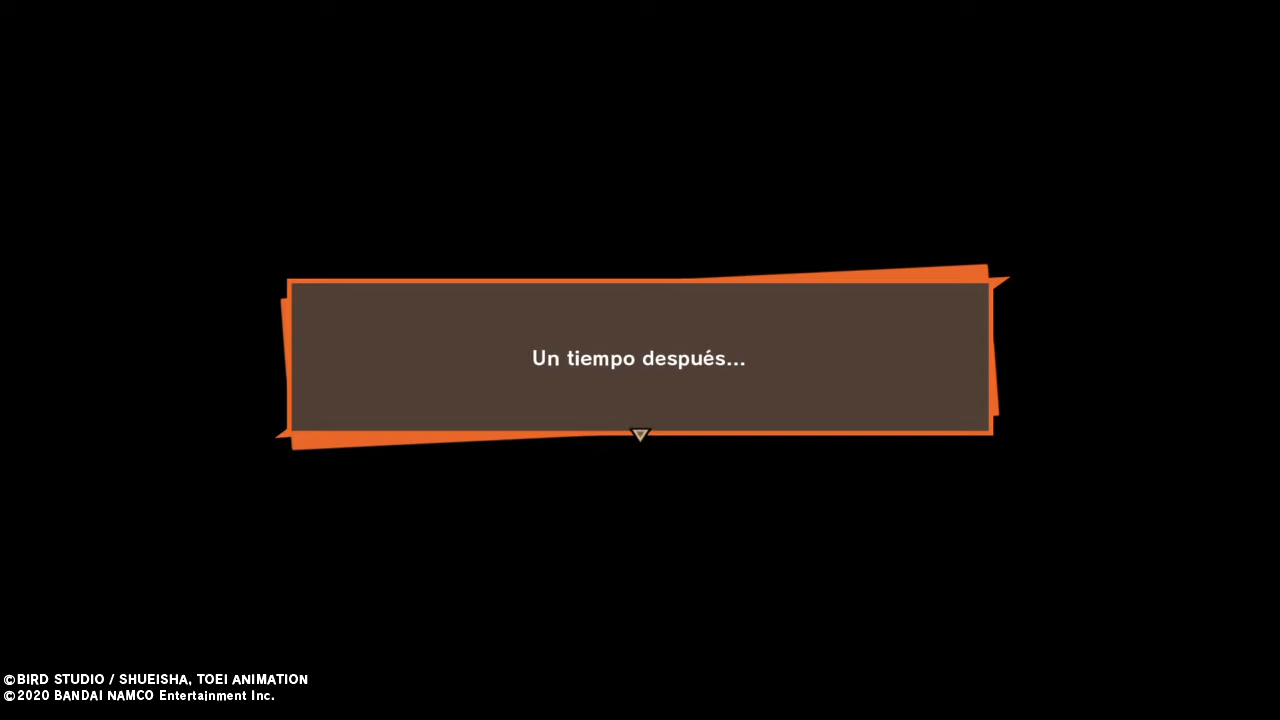 Un tiempo después...
©BIRD STUDIO / SHUEISHA, TOEI ANIMATION
©2020 BANDAI NAMCO Entertainment Inc.